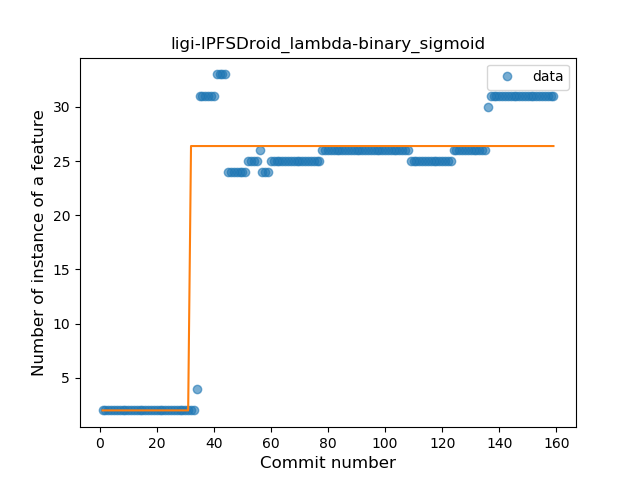 ligi-IPFSDroid_lambda-binary_sigmoid
data
Number of instance of a feature
30
25
20
15
10
5
0 20 40 60 80 100 120 140 160
Commit number